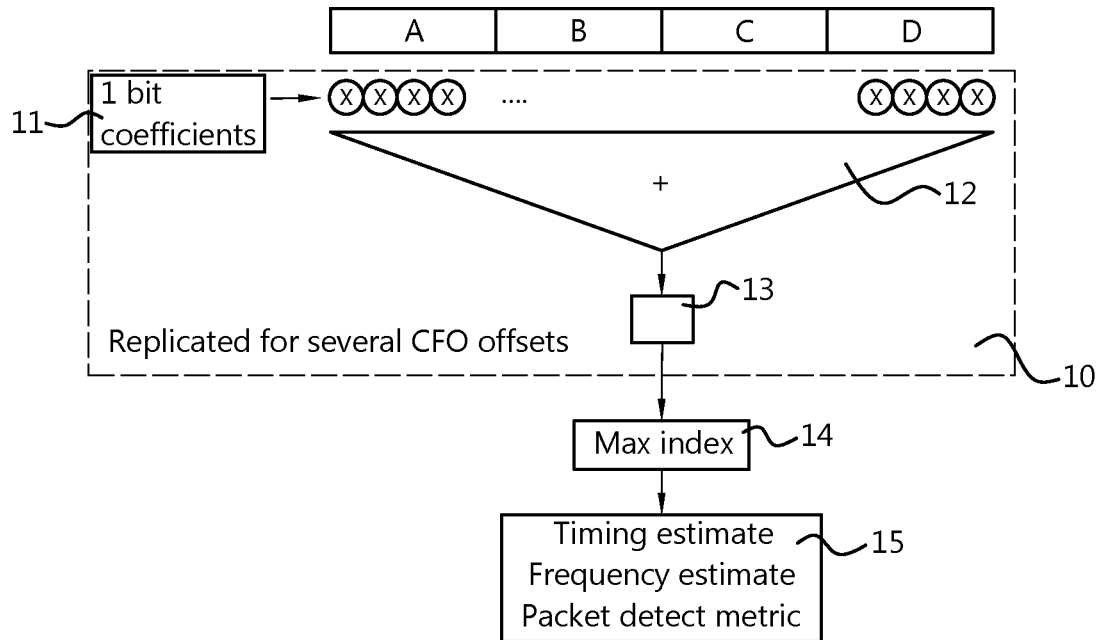 A B C D
1 bit
coefficients
X X X X .... X X X X
11
+
12
13
Replicated for several CFO offsets
10
Max index
14
Timing estimate
Frequency estimate
Packet detect metric
15